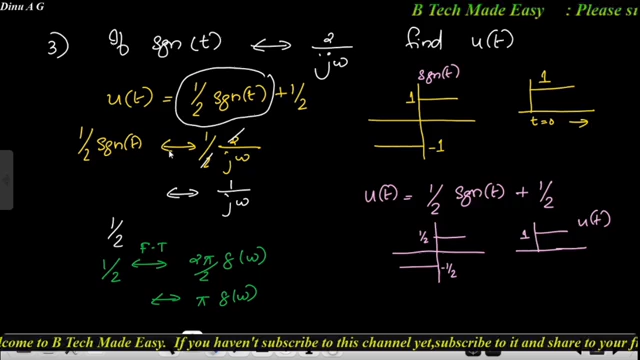 Dinu A G
B Tech Made Easy : Please su
3) If sgn(t) ↔ 2/jω find u(t)
u(t) = 1/2 sgn(t) + 1/2
1/2 sgn(t) ↔ 1/2 2/jω
↔ 1/jω
1/2
1/2 F.T ↔ 2π/2 δ(ω)
↔ π δ(ω)
sgn(t)
1
-1
1
t=0 →
u(t) = 1/2 sgn(t) + 1/2
1/2
-1/2
1
u(t)
lcome to B Tech Made Easy. If you haven't subscribe to this channel yet,subscribe to it and share to your f